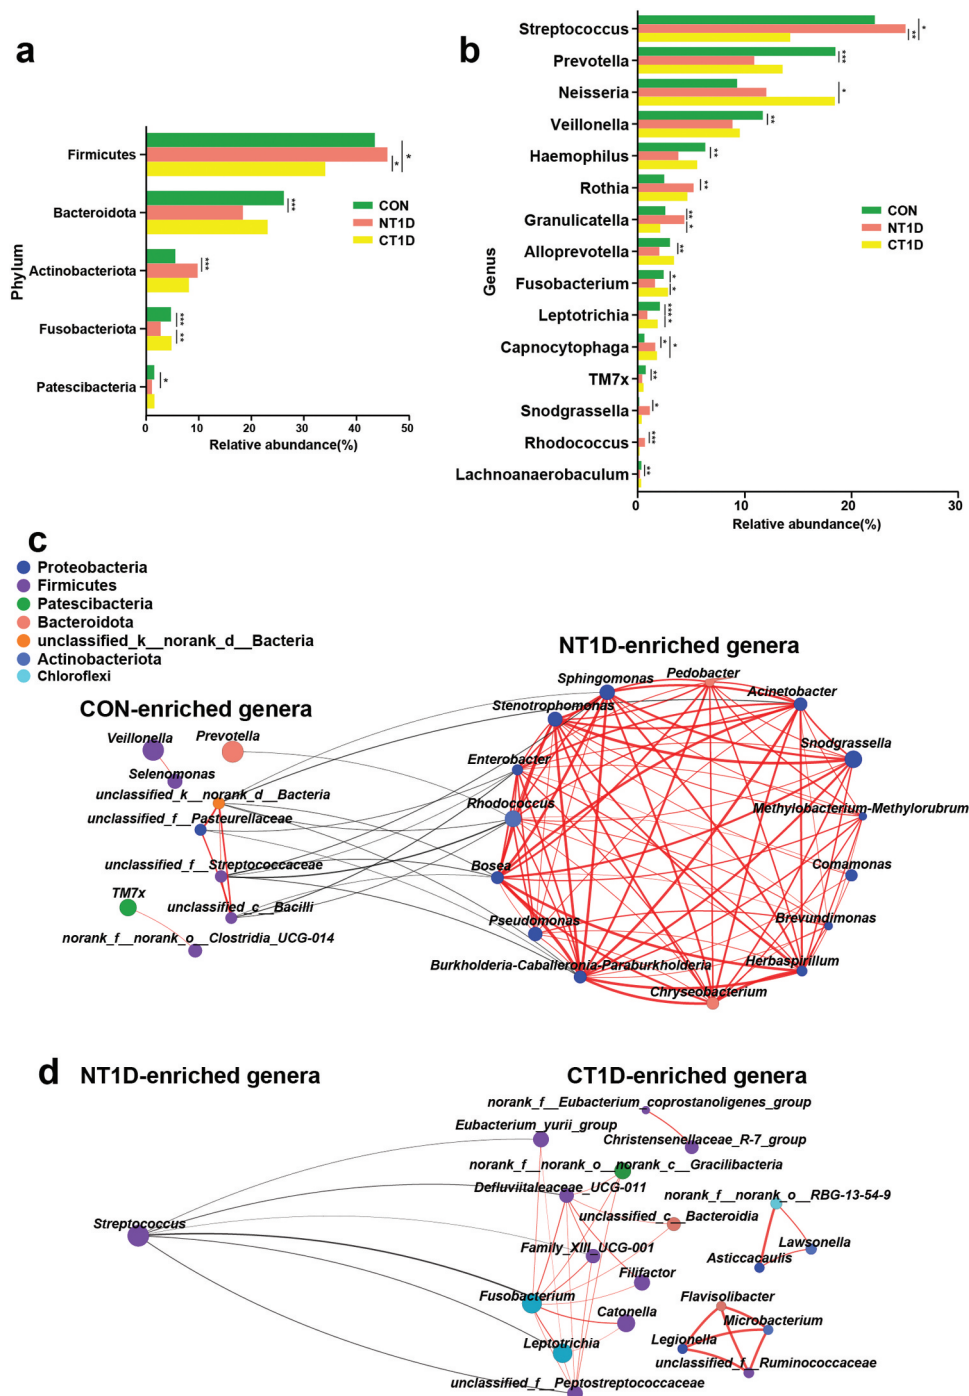 a
Phylum
Firmicutes
Bacteroidota
Actinobacteriota
Fusobacteriota
Patescibacteria
*
*
***
***
***
**
*
CON
NT1D
CT1D
0 10 20 30 40 50
Relative abundance(%)
b
Genus
Streptococcus
Prevotella
Neisseria
Veillonella
Haemophilus
Rothia
Granulicatella
Alloprevotella
Fusobacterium
Leptotrichia
Capnocytophaga
TM7x
Snodgrassella
Rhodococcus
Lachnoanaerobaculum
**
*
***
*
**
**
**
**
*
**
*
*
*
*
**
*
***
**
CON
NT1D
CT1D
0 10 20 30
Relative abundance(%)
c
Proteobacteria
Firmicutes
Patescibacteria
Bacteroidota
unclassified_k__norank_d__Bacteria
Actinobacteriota
Chloroflexi
CON-enriched genera
Veillonella
Prevotella
Selenomonas
unclassified_k__norank_d__Bacteria
unclassified_f__Pasteurellaceae
unclassified_f__Streptococcaceae
TM7x
unclassified_c__Bacilli
norank_f__norank_o__Clostridia_UCG-014
NT1D-enriched genera
Sphingomonas
Pedobacter
Stenotrophomonas
Acinetobacter
Enterobacter
Snodgrassella
Rhodococcus
Methylobacterium-Methylorubrum
Bosea
Comamonas
Pseudomonas
Brevundimonas
Burkholderia-Caballeronia-Paraburkholderia
Herbaspirillum
Chryseobacterium
d
NT1D-enriched genera
Streptococcus
CT1D-enriched genera
norank_f__Eubacterium_coprostanoligenes_group
Eubacterium_yurii_group
Christensenellaceae_R-7_group
norank_f__norank_o__norank_c__Gracilibacteria
Defluviitaleaceae_UCG-011
norank_f__norank_o__RBG-13-54-9
unclassified_c__Bacteroidia
Lawsonella
Family_XIII_UCG-001
Asticcacaulis
Filifactor
Fusobacterium
Flavisolibacter
Catonella
Microbacterium
Leptotrichia
Legionella
unclassified_f__Ruminococcaceae
unclassified_f__Peptostreptococcaceae